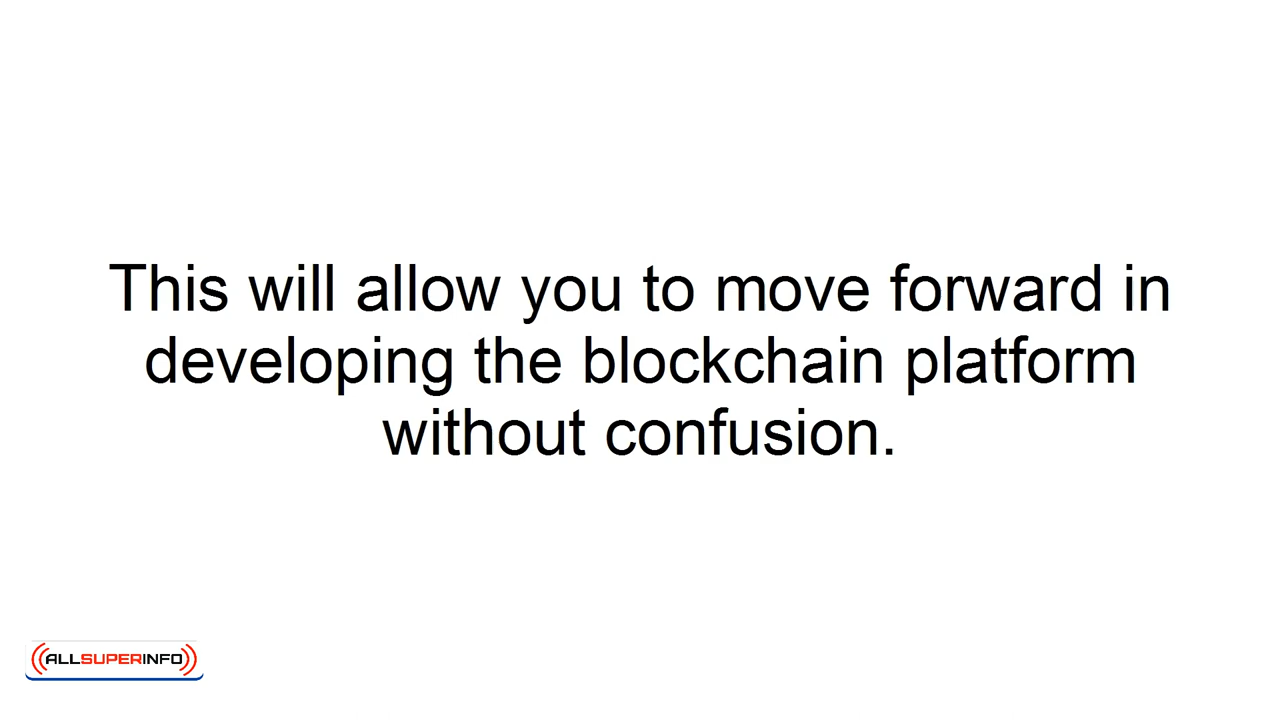 This will allow you to move forward in
developing the blockchain platform
without confusion.
ALLSUPERINFO